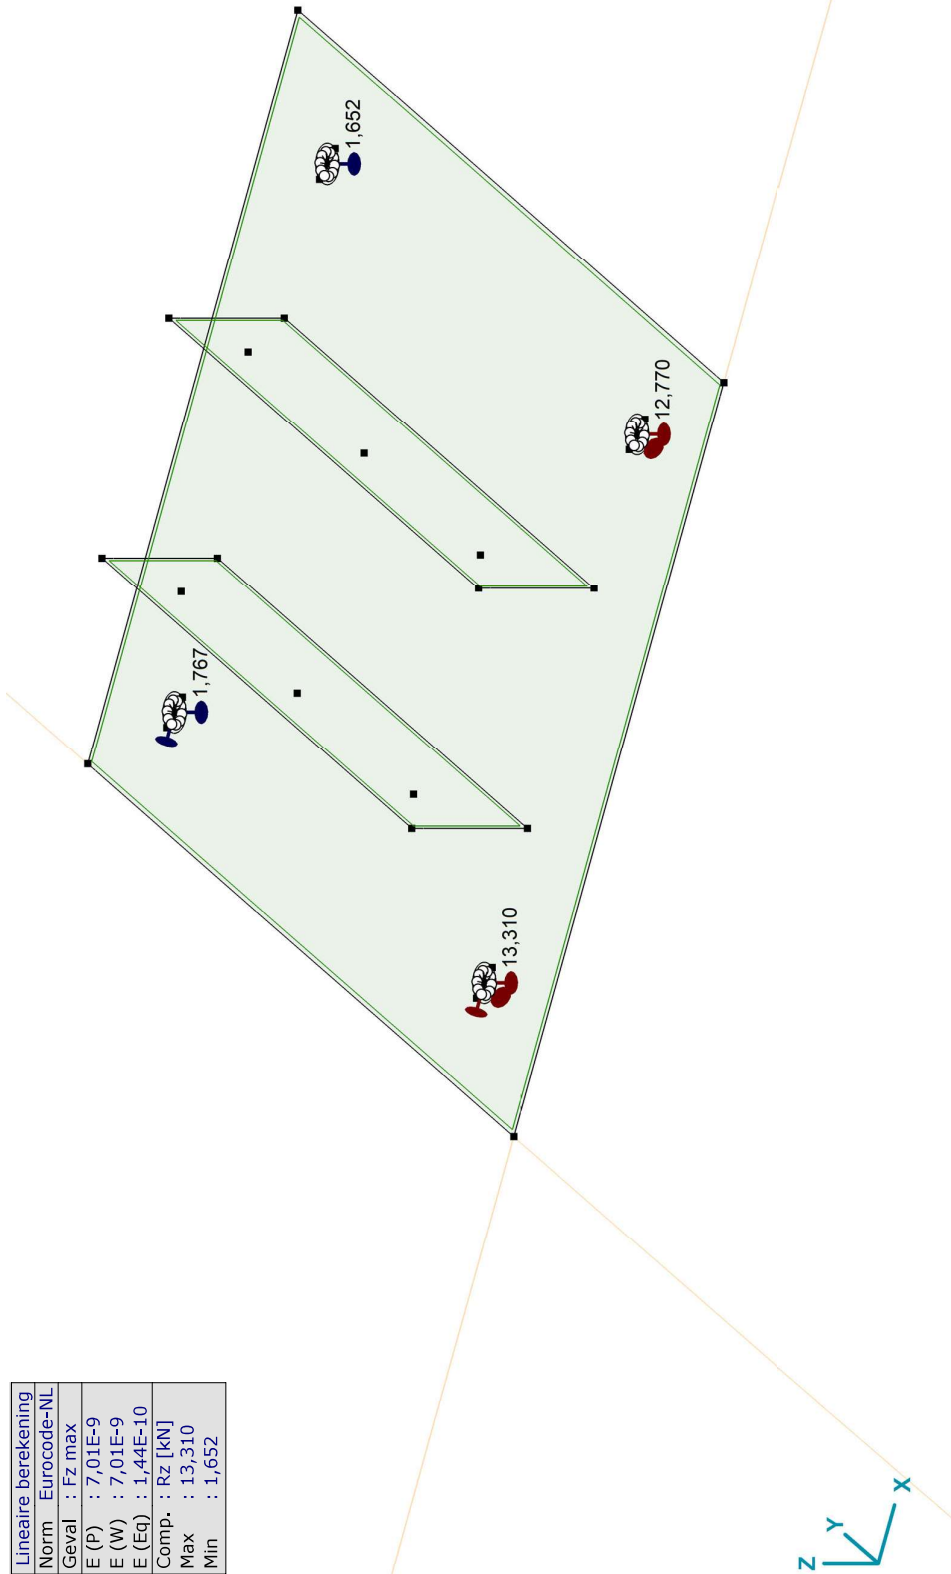 Lineaire berekening
Norm Eurocode-NL
Geval : Fz max
E (P) : 7,01E-9
E (W) : 7,01E-9
E (Eq) : 1,44E-10
Comp. : Rz [kN]
Max : 13,310
Min : 1,652
1,767
1,652
13,310
12,770
Z
Y
X